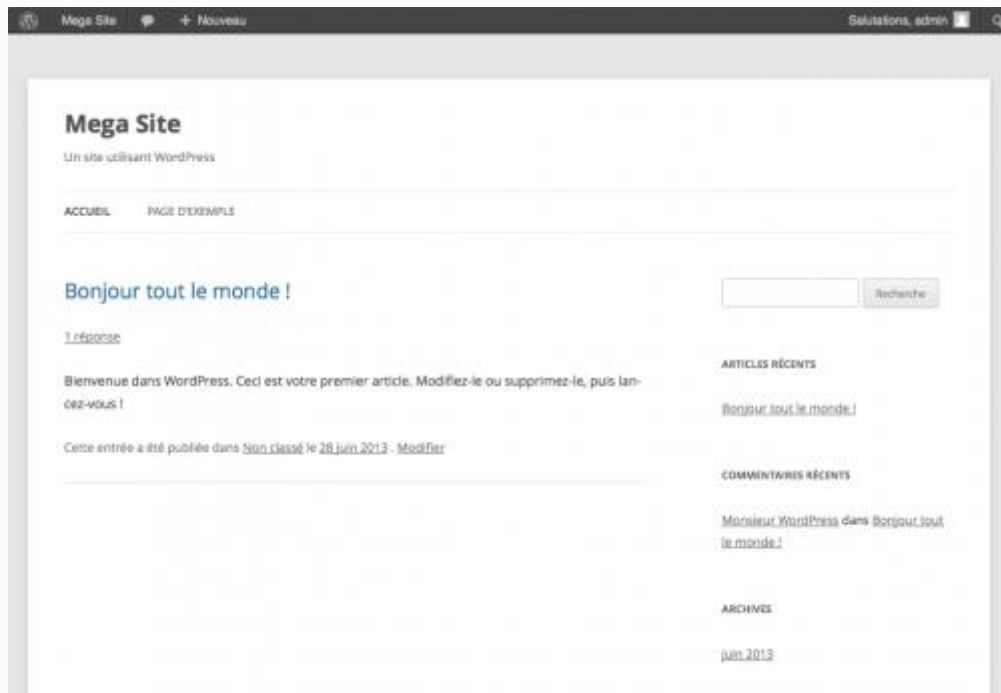 Mega Site + Nouveau Salutations, admin
Mega Site
Un site utilisant WordPress
ACCUEIL PAGE D'EXEMPLE
Bonjour tout le monde !
1 réponse
Bienvenue dans WordPress. Ceci est votre premier article. Modifiez-le ou supprimez-le, puis lan-
cez-vous !
Cette entrée a été publiée dans Non classé le 28 juin 2013 . Modifier
Recherche
ARTICLES RÉCENTS
Bonjour tout le monde !
COMMENTAIRES RÉCENTS
Monsieur WordPress dans Bonjour tout
le monde !
ARCHIVES
juin 2013